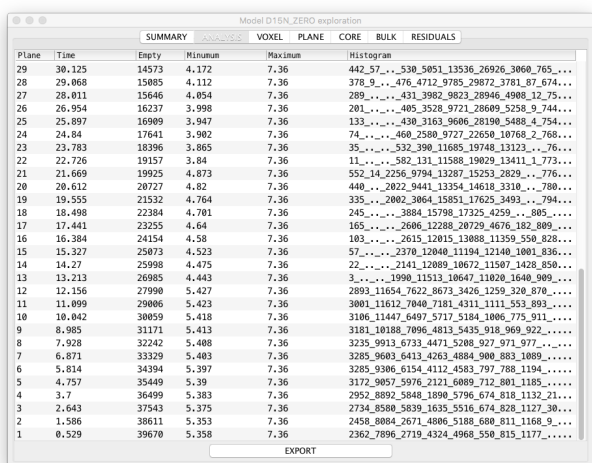 Model D15N_ZERO exploration
SUMMARY ANALYSIS VOXEL PLANE CORE BULK RESIDUALS
Plane Time Empty Minumum Maximum Histogram
29 30.125 14573 4.172 7.36 442_57_.._530_5051_13536_26926_3060_765_...
28 29.068 15085 4.112 7.36 378_9_.._476_4712_9785_29872_3781_87_674...
27 28.011 15646 4.054 7.36 289_.._.._431_3982_9823_28946_4908_12_75...
26 26.954 16237 3.998 7.36 201_.._.._405_3528_9721_28609_5258_9_744...
25 25.897 16909 3.947 7.36 133_.._.._430_3163_9606_28190_5488_4_754...
24 24.84 17641 3.902 7.36 74_.._.._460_2580_9727_22650_10768_2_768...
23 23.783 18396 3.865 7.36 35_.._.._532_390_11685_19748_13123_.._76...
22 22.726 19157 3.84 7.36 11_.._.._582_131_11588_19029_13411_1_773...
21 21.669 19925 4.873 7.36 552_14_2256_9794_13287_15253_2829_.._776...
20 20.612 20727 4.82 7.36 440_.._2022_9441_13354_14618_3310_.._780...
19 19.555 21532 4.764 7.36 335_.._2002_3064_15851_17625_3493_.._794...
18 18.498 22384 4.701 7.36 245_.._.._3884_15798_17325_4259_.._805_....
17 17.441 23255 4.64 7.36 165_.._.._2606_12288_20729_4676_182_809_...
16 16.384 24154 4.58 7.36 103_.._.._2615_12015_13088_11359_550_828...
15 15.327 25073 4.523 7.36 57_.._.._2370_12040_11194_12140_1001_836...
14 14.27 25998 4.475 7.36 22_.._.._2141_12089_10672_11507_1428_850...
13 13.213 26985 4.443 7.36 3_.._.._1990_11513_10647_11020_1640_909_...
12 12.156 27990 5.427 7.36 2893_11654_7622_8673_3426_1259_320_870_....
11 11.099 29006 5.423 7.36 3001_11612_7040_7181_4311_1111_553_893_....
10 10.042 30059 5.418 7.36 3106_11447_6497_5717_5184_1006_775_911_....
9 8.985 31171 5.413 7.36 3181_10188_7096_4813_5435_918_969_922_.....
8 7.928 32242 5.408 7.36 3235_9913_6733_4471_5208_927_971_977_.._...
7 6.871 33329 5.403 7.36 3285_9603_6413_4263_4884_900_883_1089_.....
6 5.814 34394 5.397 7.36 3285_9306_6154_4112_4583_797_788_1194_.....
5 4.757 35449 5.39 7.36 3172_9057_5976_2121_6089_712_801_1185_.....
4 3.7 36499 5.383 7.36 2952_8892_5848_1890_5796_674_818_1132_21...
3 2.643 37543 5.375 7.36 2734_8580_5839_1635_5516_674_828_1127_30...
2 1.586 38611 5.353 7.36 2458_8084_2671_4806_5188_680_811_1168_9_...
1 0.529 39670 5.358 7.36 2362_7896_2719_4324_4968_550_815_1177_.....
EXPORT